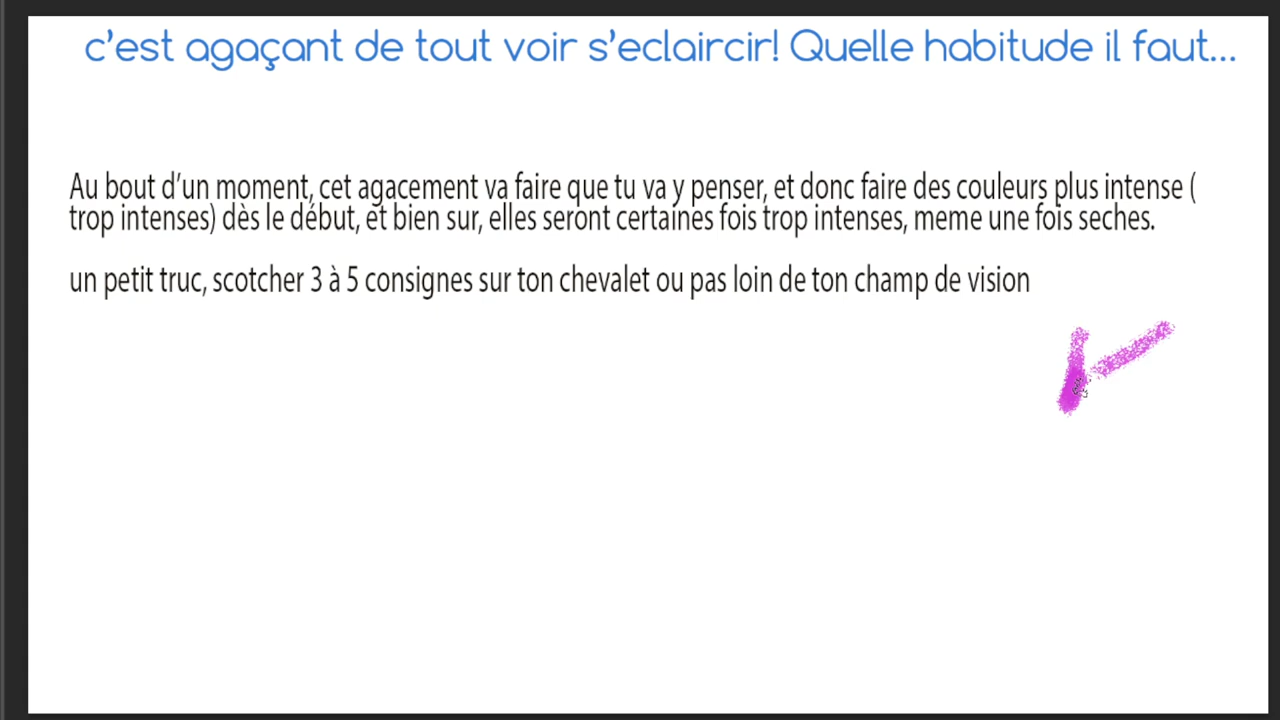 c'est agaçant de tout voir s'eclaircir! Quelle habitude il faut...
Au bout d'un moment, cet agacement va faire que tu va y penser, et donc faire des couleurs plus intense (
trop intenses) dès le début, et bien sur, elles seront certaines fois trop intenses, meme une fois seches.
un petit truc, scotcher 3 à 5 consignes sur ton chevalet ou pas loin de ton champ de vision